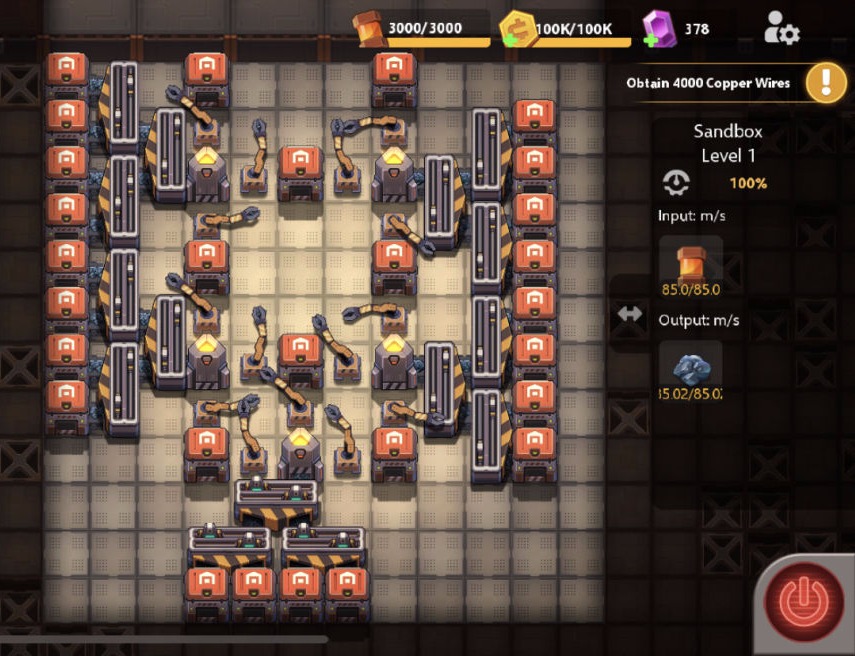 3000/3000
100K/100K
378
Obtain 4000 Copper Wires
!
Sandbox
Level 1
100%
Input: m/s
85.0/85.0
Output: m/s